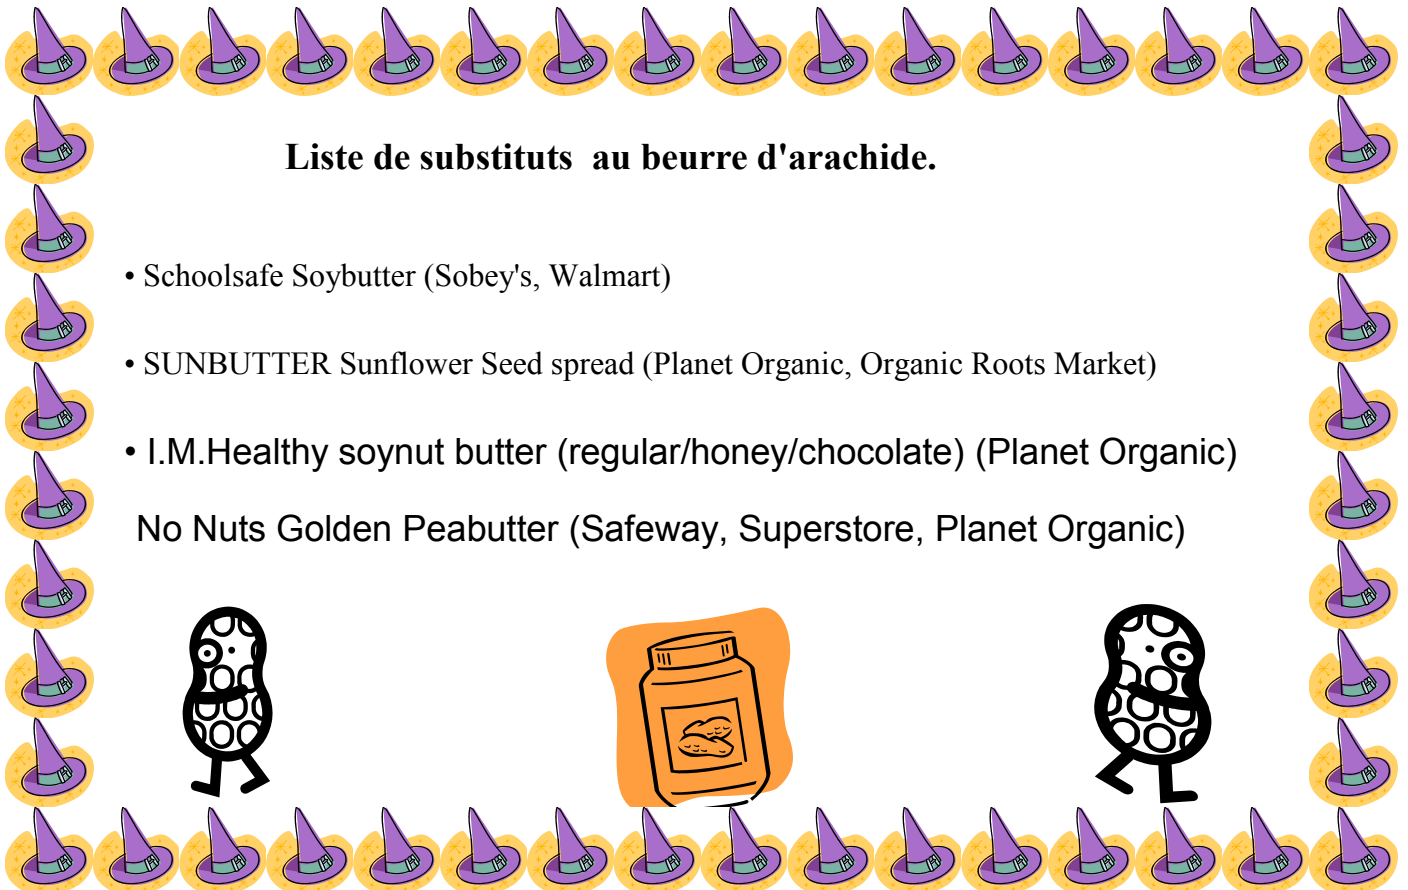 Liste de substituts  au beurre d'arachide.
• Schoolsafe Soybutter (Sobey's, Walmart)
• SUNBUTTER Sunflower Seed spread (Planet Organic, Organic Roots Market)
• I.M.Healthy soynut butter (regular/honey/chocolate) (Planet Organic)
No Nuts Golden Peabutter (Safeway, Superstore, Planet Organic)